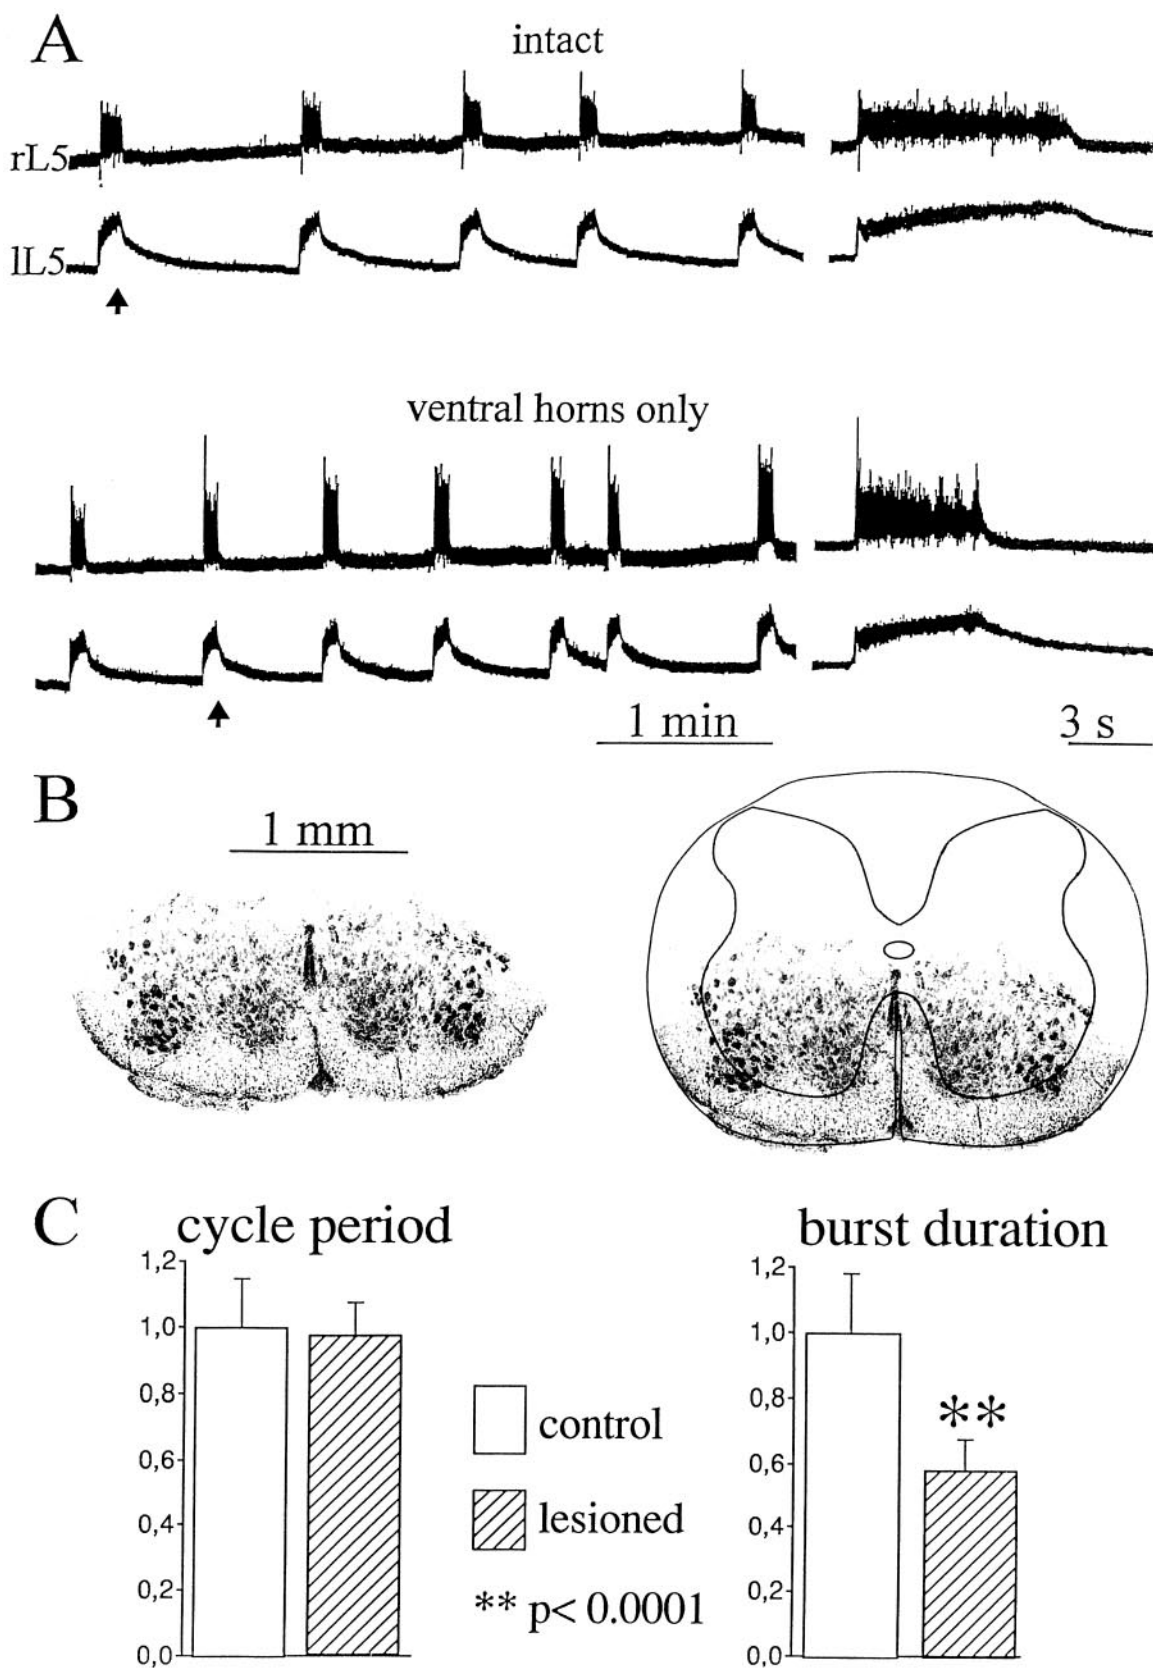 A
intact
rL5
lL5
ventral horns only
1 min
3 s
B
1 mm
C
cycle period
burst duration
1,2
1,0
0,8
0,6
0,4
0,2
0,0
control
lesioned
** p< 0.0001
1,2
1,0
0,8
0,6
0,4
0,2
0,0
**